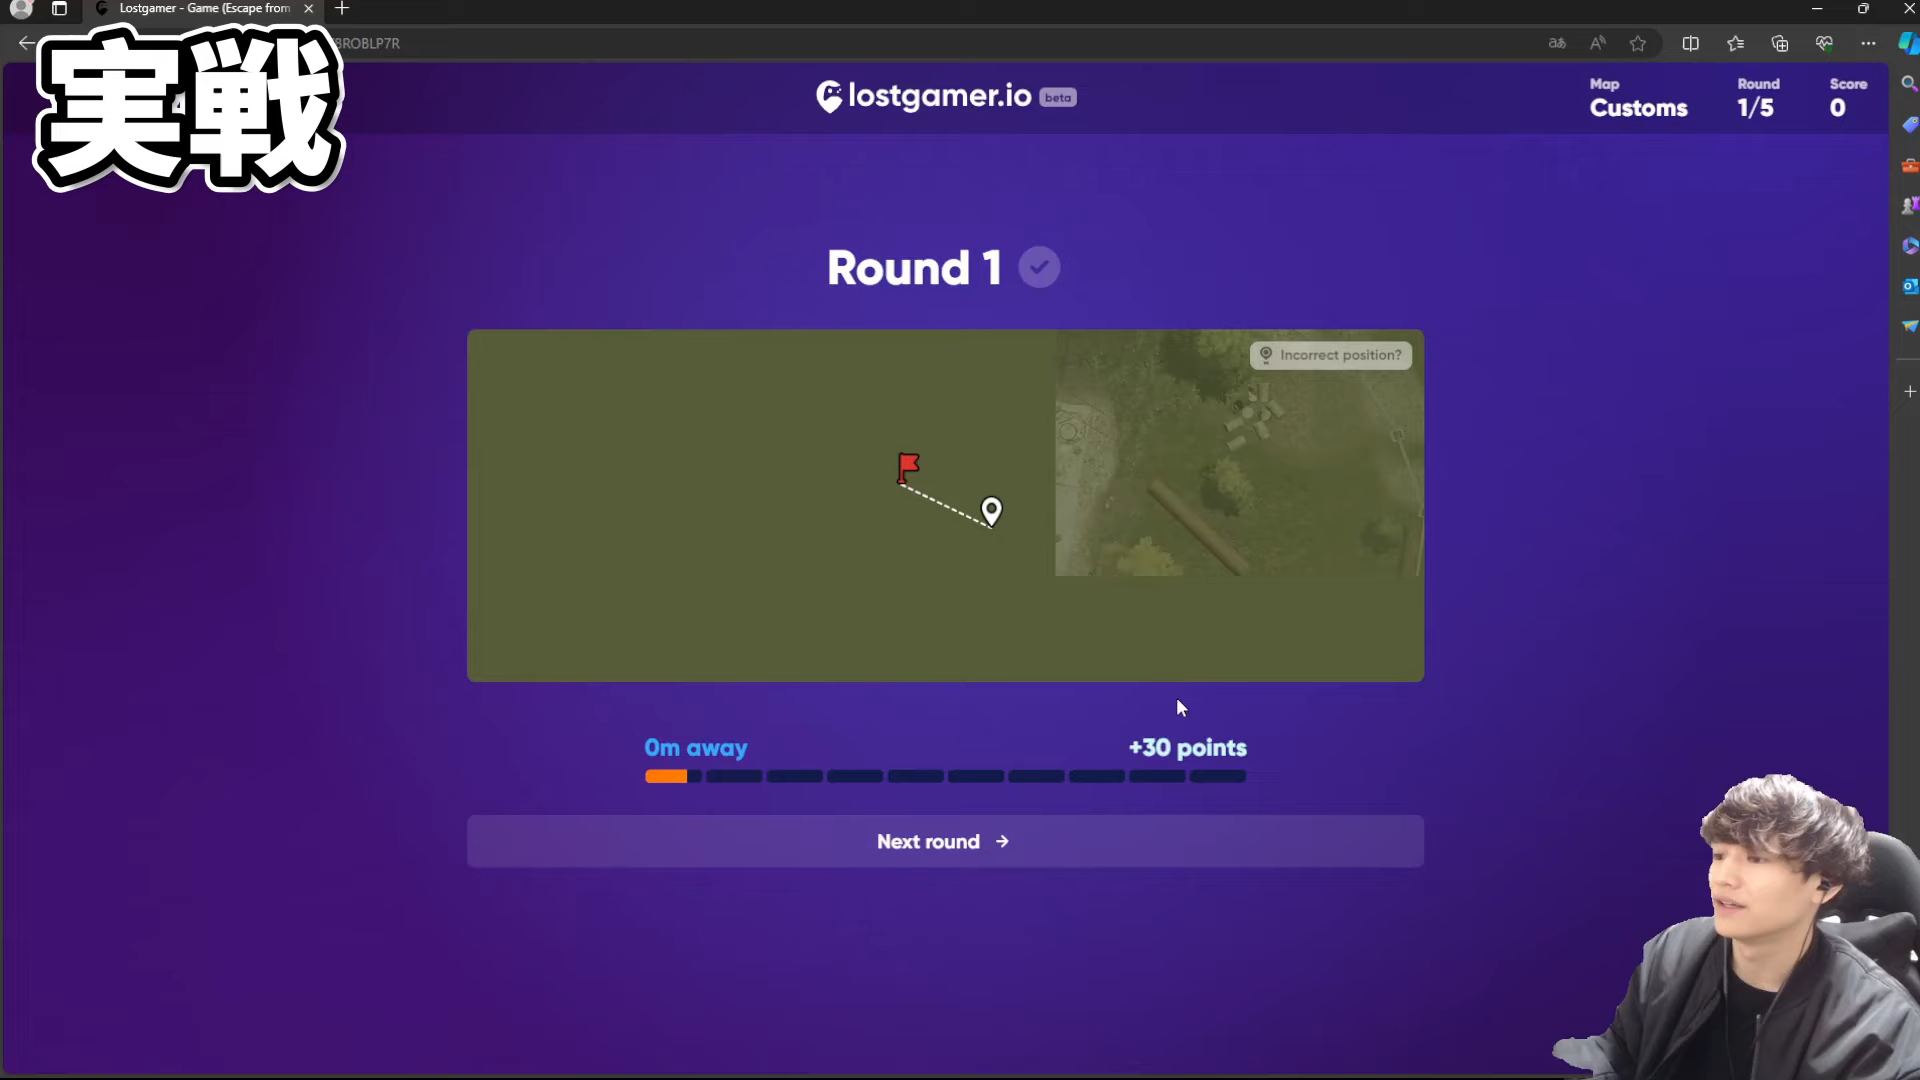 Lostgamer - Game (Escape from
3ROBLP7R
実戦
lostgamer.io beta
Map
Customs
Round
1/5
Score
0
Round 1
Incorrect position?
0m away
+30 points
Next round